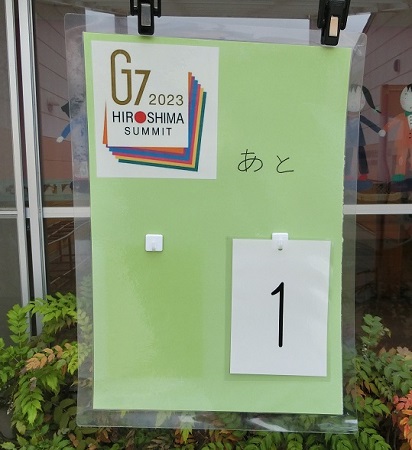 G7 2023
HIROSHIMA
SUMMIT
あと
1